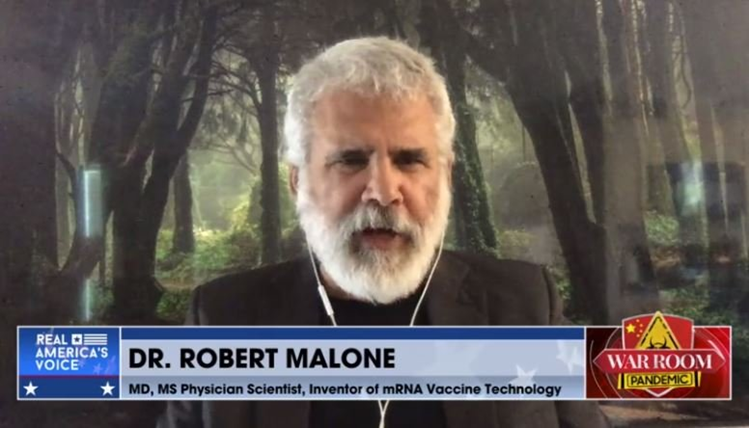 REAL
AMERICA'S
VOICE
DR. ROBERT MALONE
MD, MS Physician Scientist, Inventor of mRNA Vaccine Technology
WAR ROOM
PANDEMIC